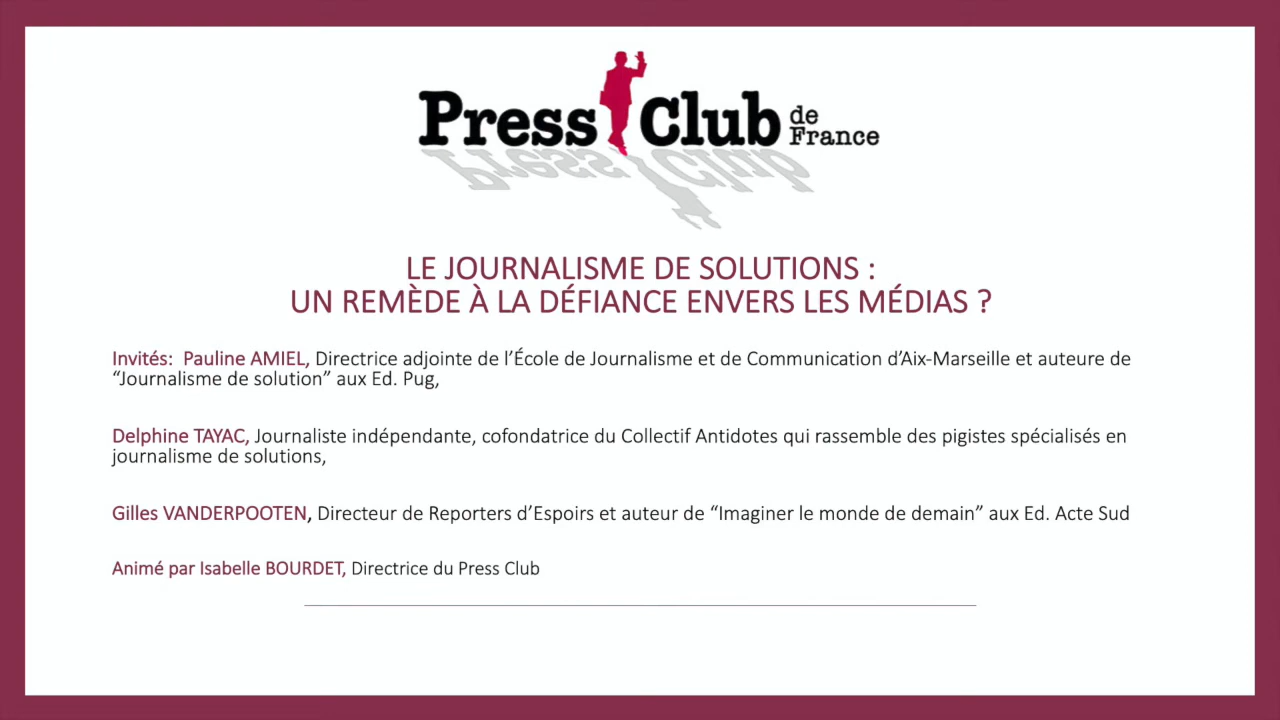 Press Club de France
LE JOURNALISME DE SOLUTIONS :
UN REMÈDE À LA DÉFIANCE ENVERS LES MÉDIAS ?
Invités: Pauline AMIEL, Directrice adjointe de l’École de Journalisme et de Communication d’Aix-Marseille et auteure de
“Journalisme de solution” aux Ed. Pug,
Delphine TAYAC, Journaliste indépendante, cofondatrice du Collectif Antidotes qui rassemble des pigistes spécialisés en
journalisme de solutions,
Gilles VANDERPOOTEN, Directeur de Reporters d’Espoirs et auteur de “Imaginer le monde de demain” aux Ed. Acte Sud
Animé par Isabelle BOURDET, Directrice du Press Club